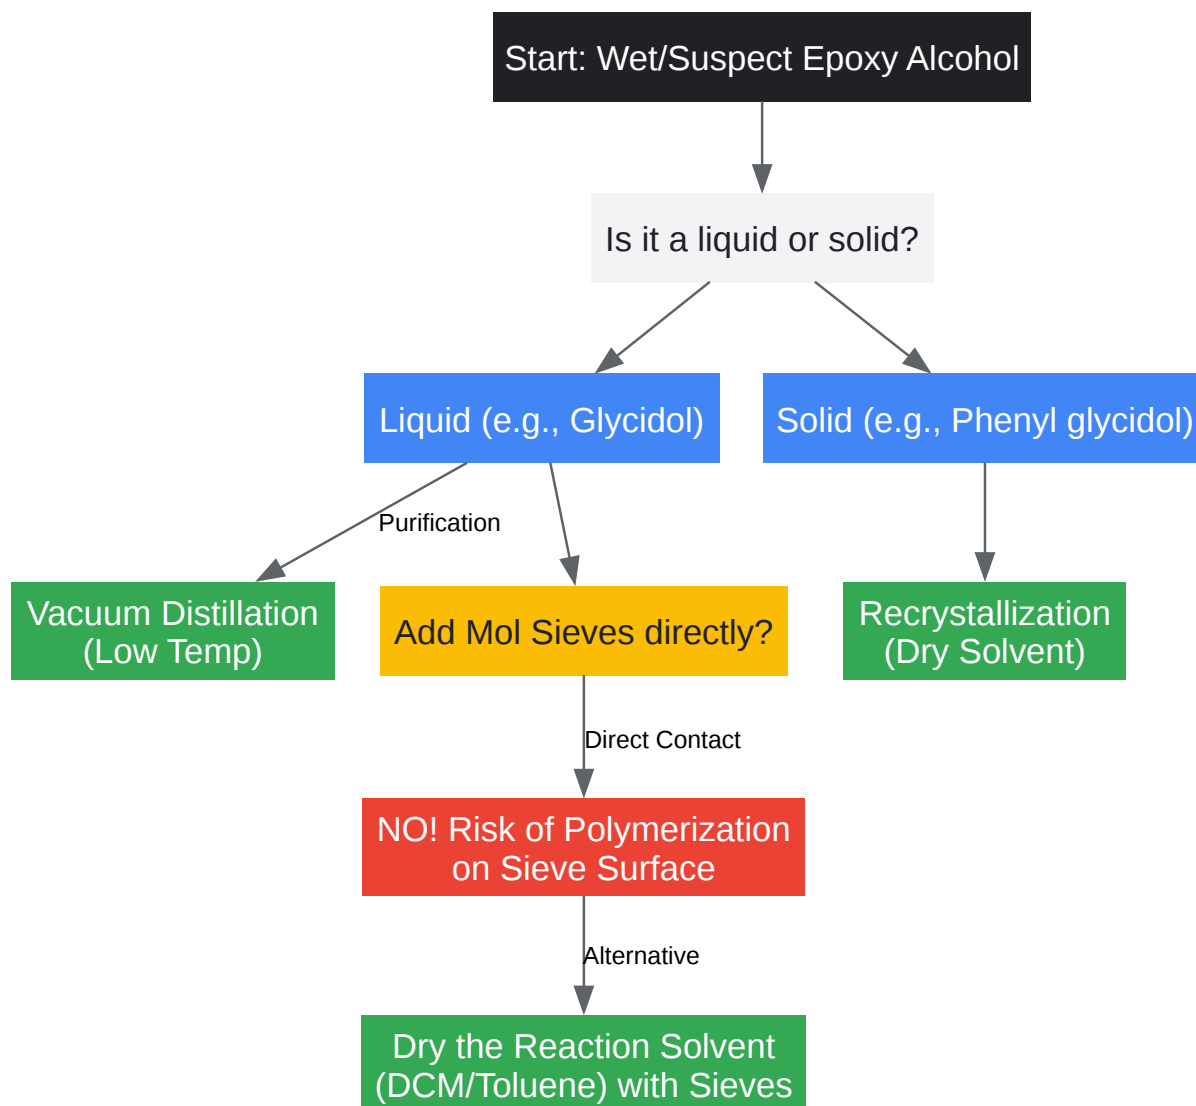 Start: Wet/Suspect Epoxy Alcohol
Is it a liquid or solid?
Liquid (e.g., Glycidol)
Solid (e.g., Phenyl glycidol)
Purification
Vacuum Distillation
(Low Temp)
Add Mol Sieves directly?
Recrystallization
(Dry Solvent)
Direct Contact
NO! Risk of Polymerization
on Sieve Surface
Alternative
Dry the Reaction Solvent
(DCM/Toluene) with Sieves